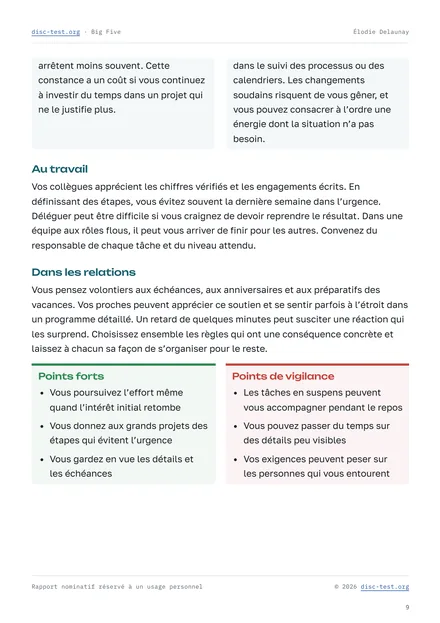 disc-test.org · Big Five
Élodie Delaunay
arrêtent moins souvent. Cette
constance a un coût si vous continuez
à investir du temps dans un projet qui
ne le justifie plus.
dans le suivi des processus ou des
calendriers. Les changements
soudains risquent de vous gêner, et
vous pouvez consacrer à l’ordre une
énergie dont la situation n’a pas
besoin.
Au travail
Vos collègues apprécient les chiffres vérifiés et les engagements écrits. En
définissant des étapes, vous évitez souvent la dernière semaine dans l’urgence.
Déléguer peut être difficile si vous craignez de devoir reprendre le résultat. Dans une
équipe aux rôles flous, il peut vous arriver de finir pour les autres. Convenez du
responsable de chaque tâche et du niveau attendu.
Dans les relations
Vous pensez volontiers aux échéances, aux anniversaires et aux préparatifs des
vacances. Vos proches peuvent apprécier ce soutien et se sentir parfois à l’étroit dans
un programme détaillé. Un retard de quelques minutes peut susciter une réaction qui
les surprend. Choisissez ensemble les règles qui ont une conséquence concrète et
laissez à chacun sa façon de s’organiser pour le reste.
Points forts
• Vous poursuivez l’effort même
quand l’intérêt initial retombe
• Vous donnez aux grands projets des
étapes qui évitent l’urgence
• Vous gardez en vue les détails et
les échéances
Points de vigilance
• Les tâches en suspens peuvent
vous accompagner pendant le repos
• Vous pouvez passer du temps sur
des détails peu visibles
• Vos exigences peuvent peser sur
les personnes qui vous entourent
Rapport nominatif réservé à un usage personnel
© 2026 disc-test.org
9